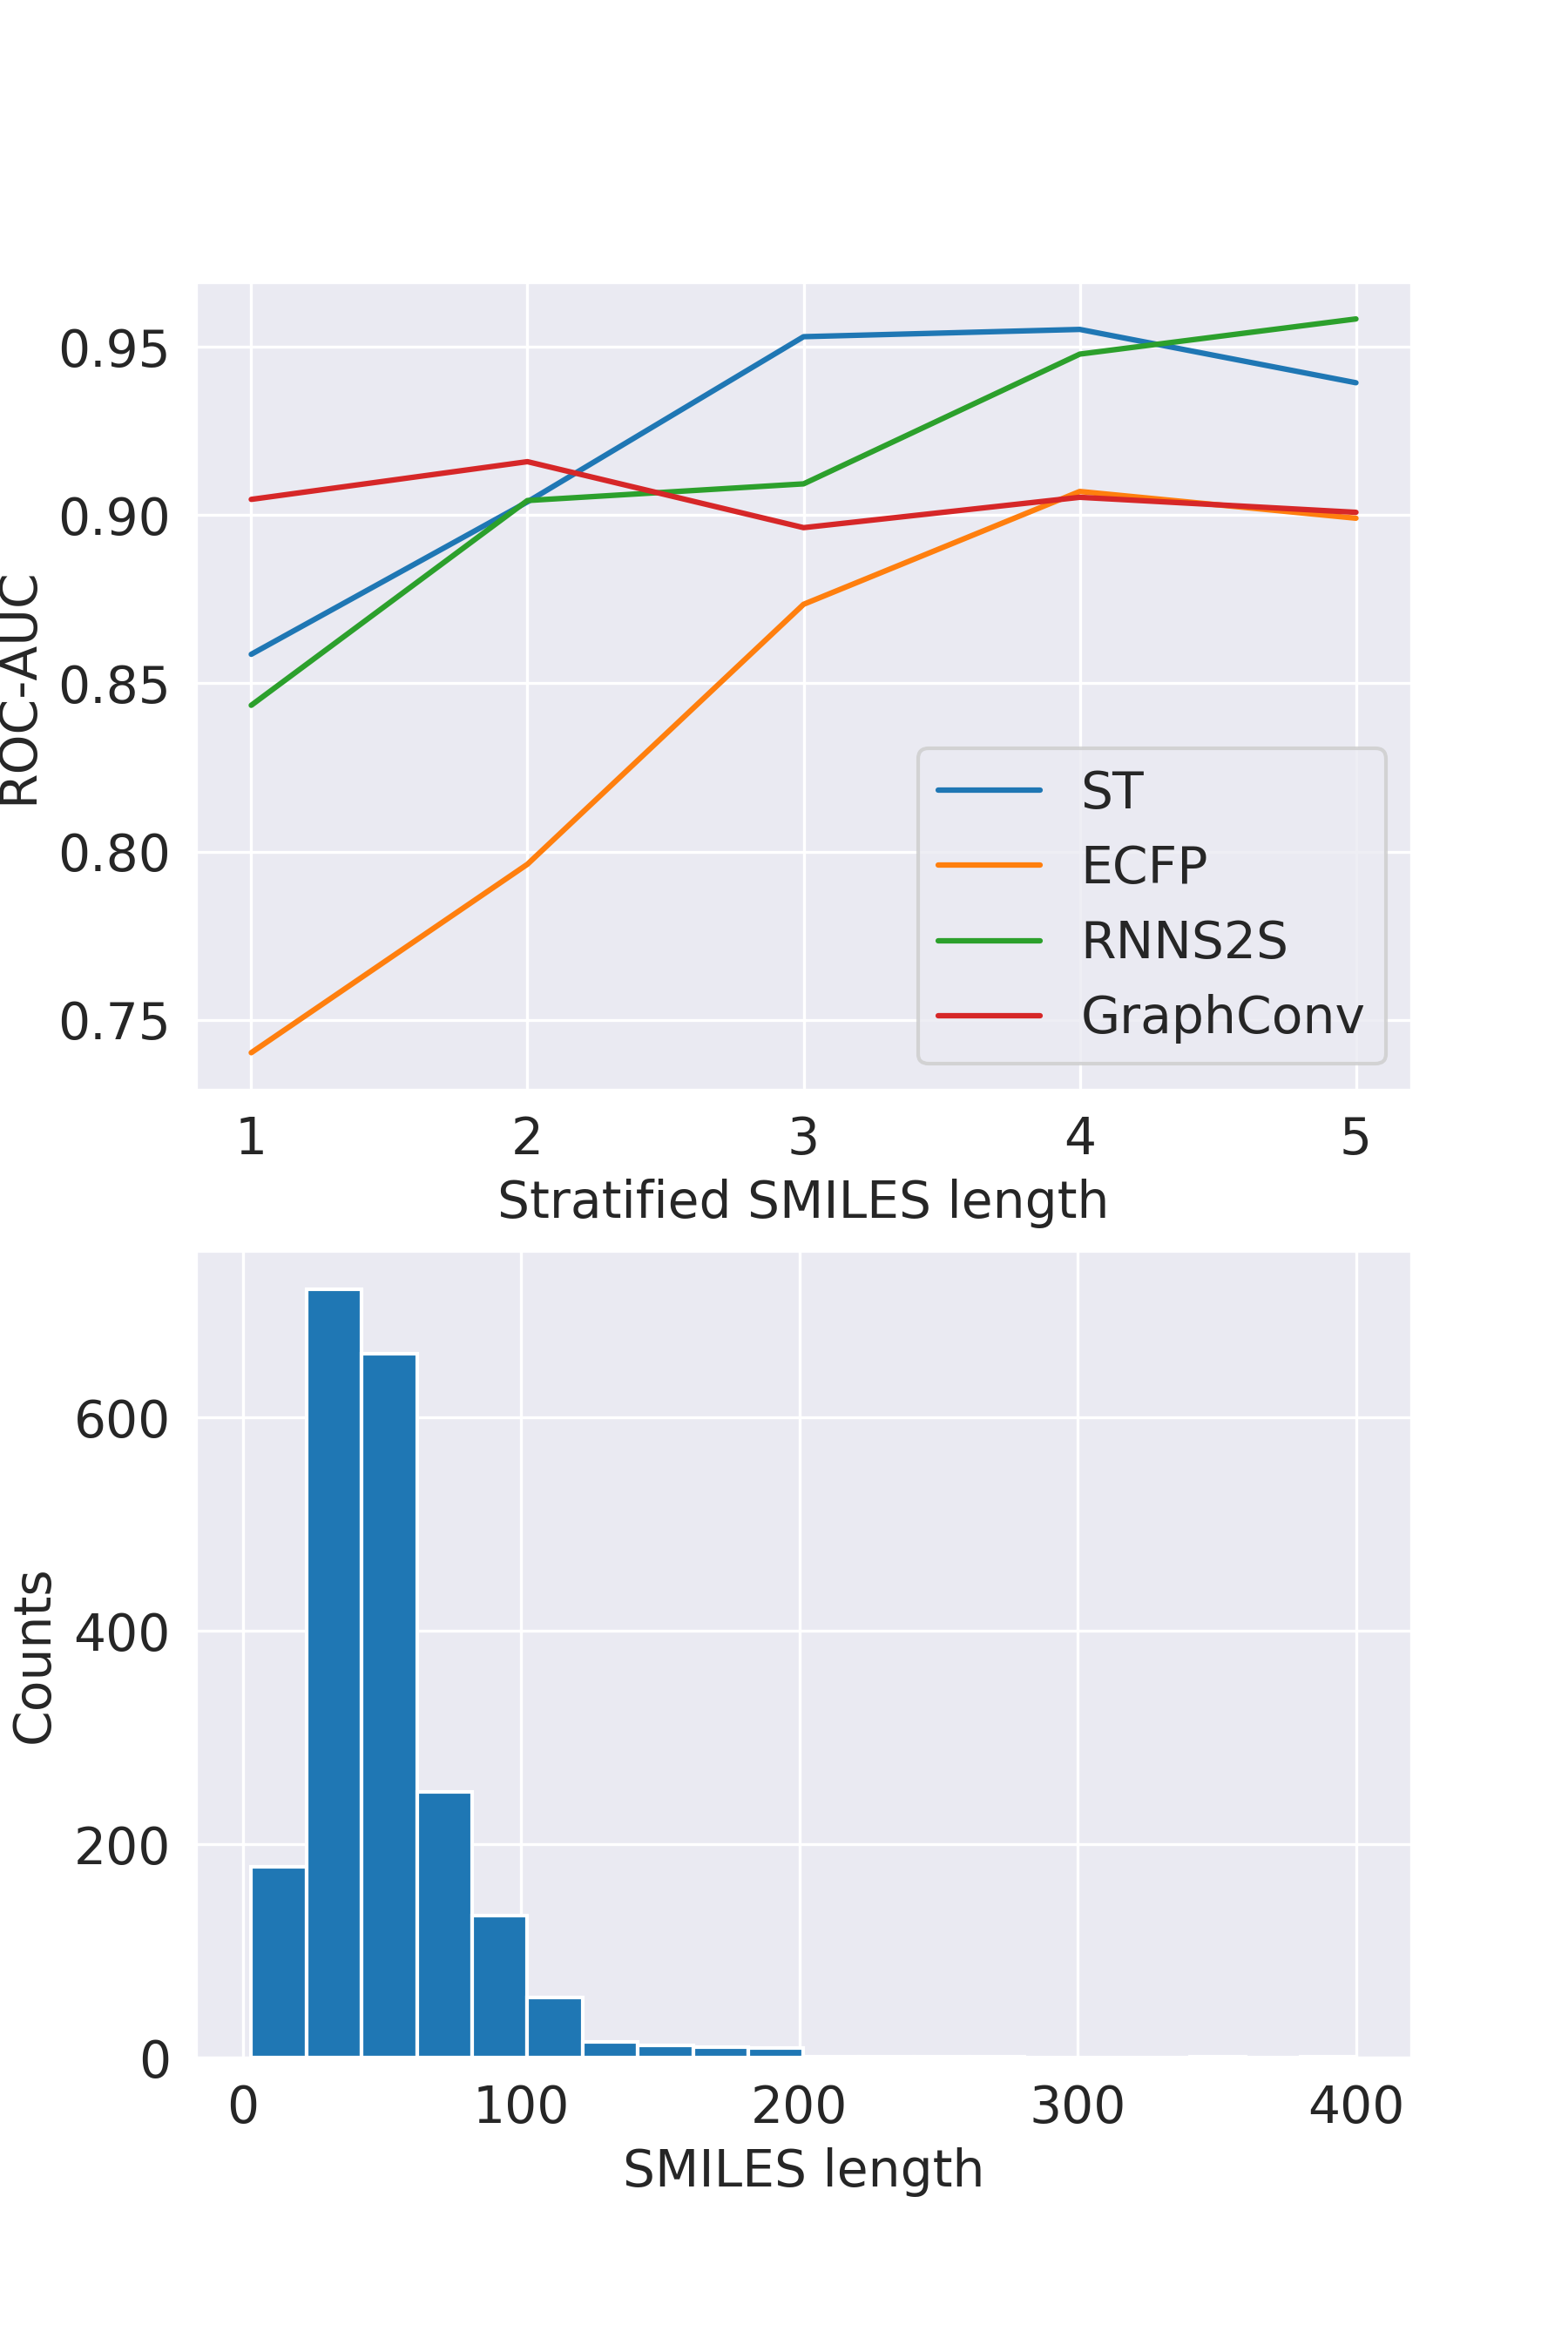 0.95
0.90
0.85
0.80
0.75
ROC-AUC
ST
ECFP
RNNS2S
GraphConv
1 2 3 4 5
Stratified SMILES length
600
400
200
0
Counts
0 100 200 300 400
SMILES length